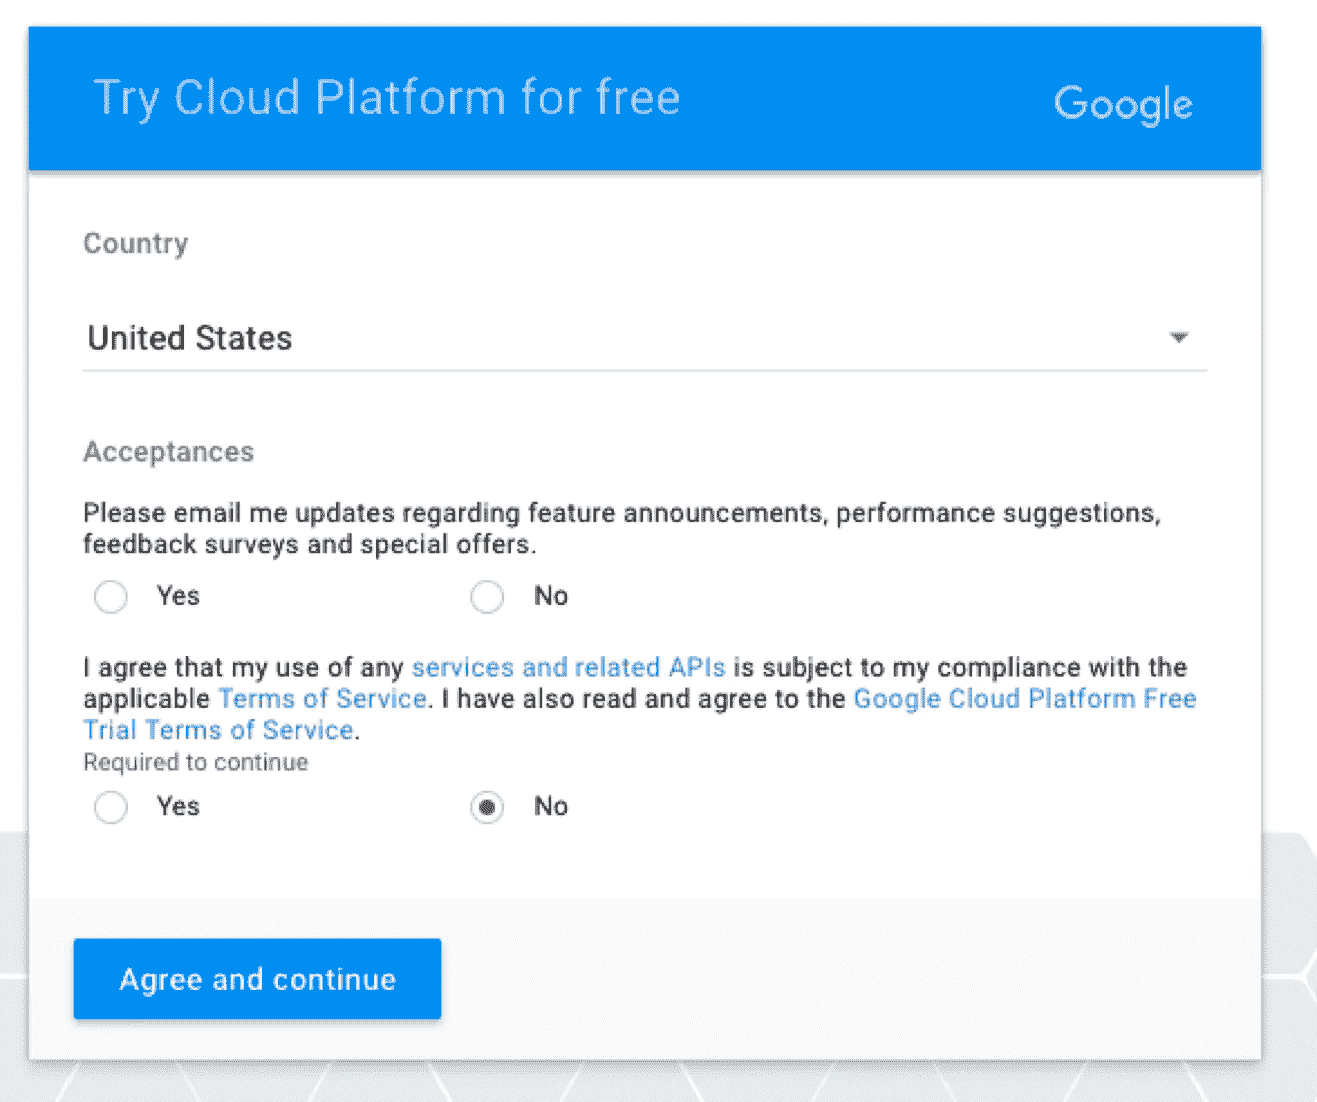 Try Cloud Platform for free
Google
Country
United States
Acceptances
Please email me updates regarding feature announcements, performance suggestions,
feedback surveys and special offers.
Yes No
I agree that my use of any services and related APIs is subject to my compliance with the
applicable Terms of Service. I have also read and agree to the Google Cloud Platform Free
Trial Terms of Service.
Required to continue
Yes No
Agree and continue